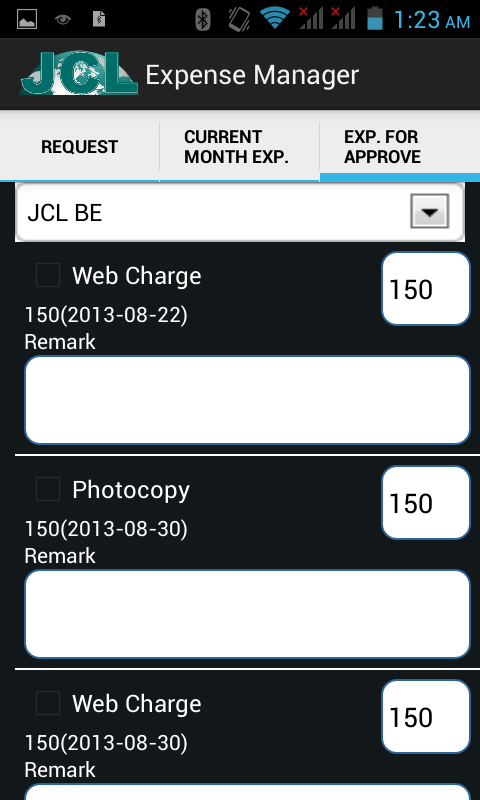 1:23 AM
JCL Expense Manager
REQUEST
CURRENT
MONTH EXP.
EXP. FOR
APPROVE
JCL BE
Web Charge
150
150(2013-08-22)
Remark
Photocopy
150
150(2013-08-30)
Remark
Web Charge
150
150(2013-08-30)
Remark